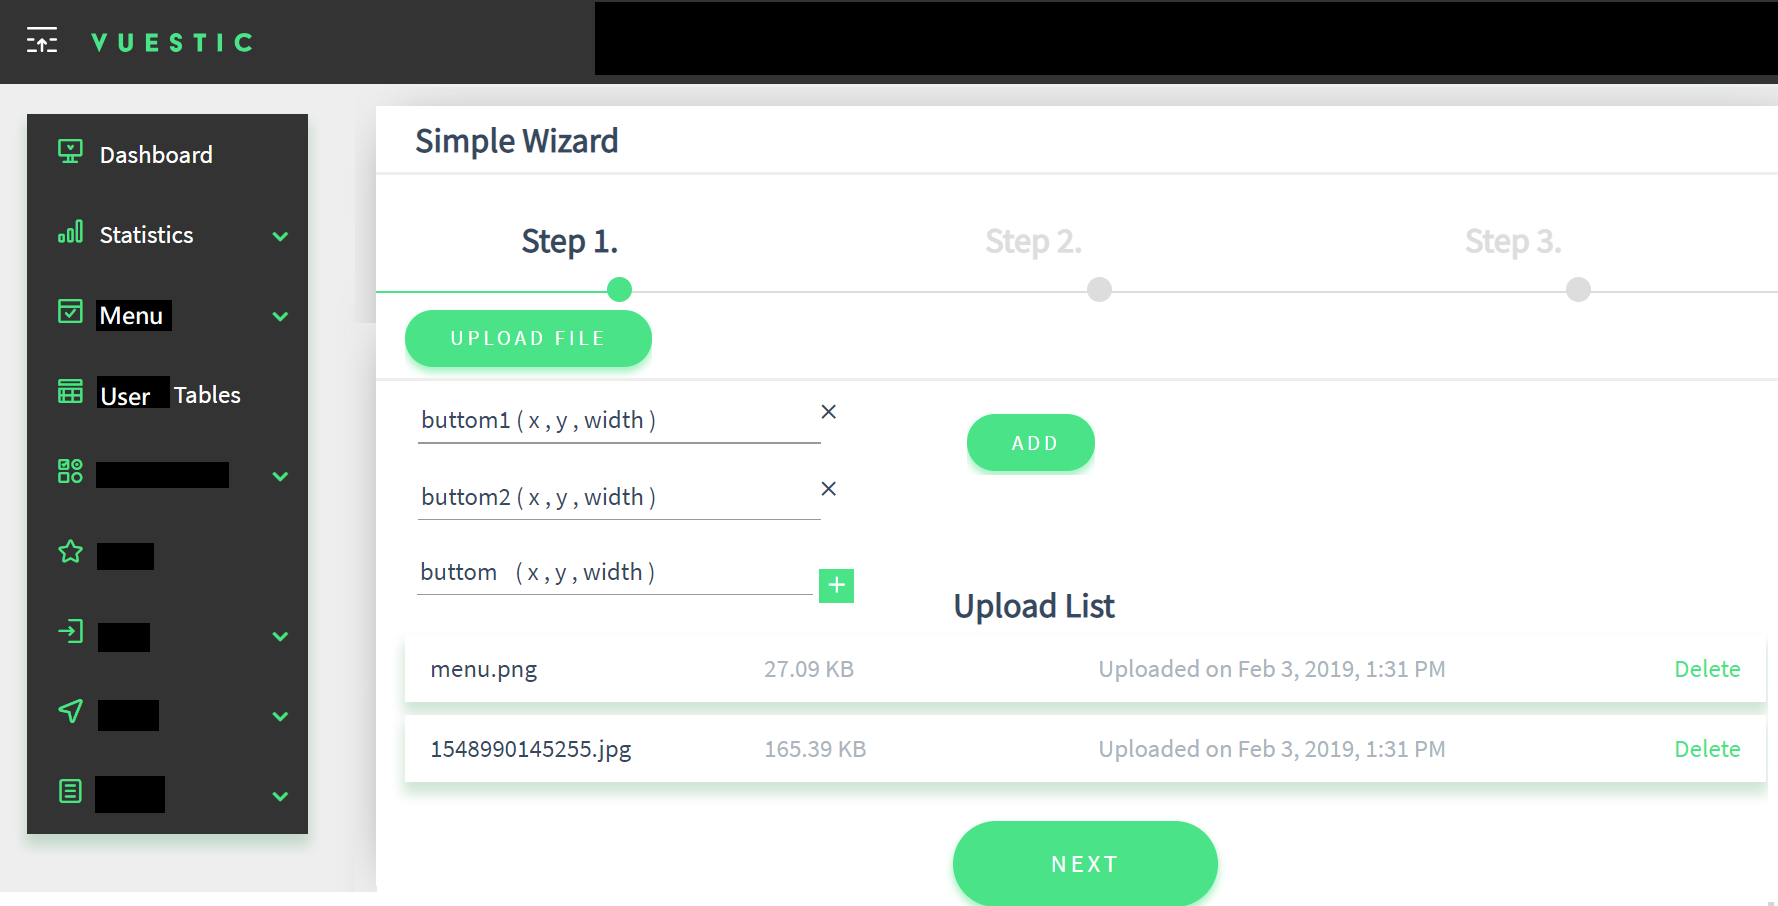 VUESTIC
Dashboard
Statistics
Menu
User Tables
Simple Wizard
Step 1.
Step 2.
Step 3.
UPLOAD FILE
buttom1 ( x , y , width )
buttom2 ( x , y , width )
buttom ( x , y , width )
ADD
Upload List
menu.png 27.09 KB Uploaded on Feb 3, 2019, 1:31 PM Delete
1548990145255.jpg 165.39 KB Uploaded on Feb 3, 2019, 1:31 PM Delete
NEXT